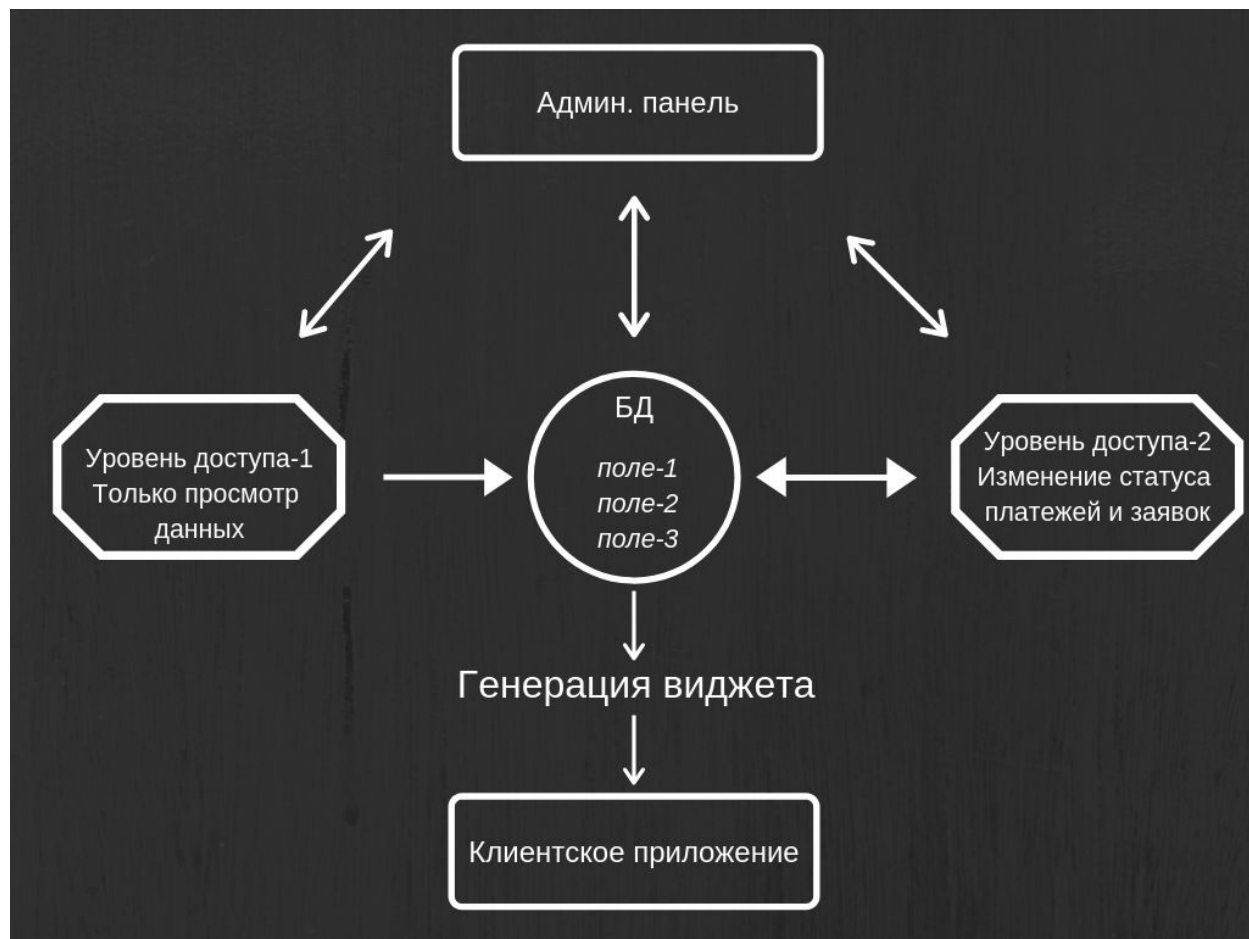 Админ. панель
БД
поле-1
поле-2
поле-3
Уровень доступа-1
Только просмотр
данных
Уровень доступа-2
Изменение статуса
платежей и заявок
Генерация виджета
Клиентское приложение